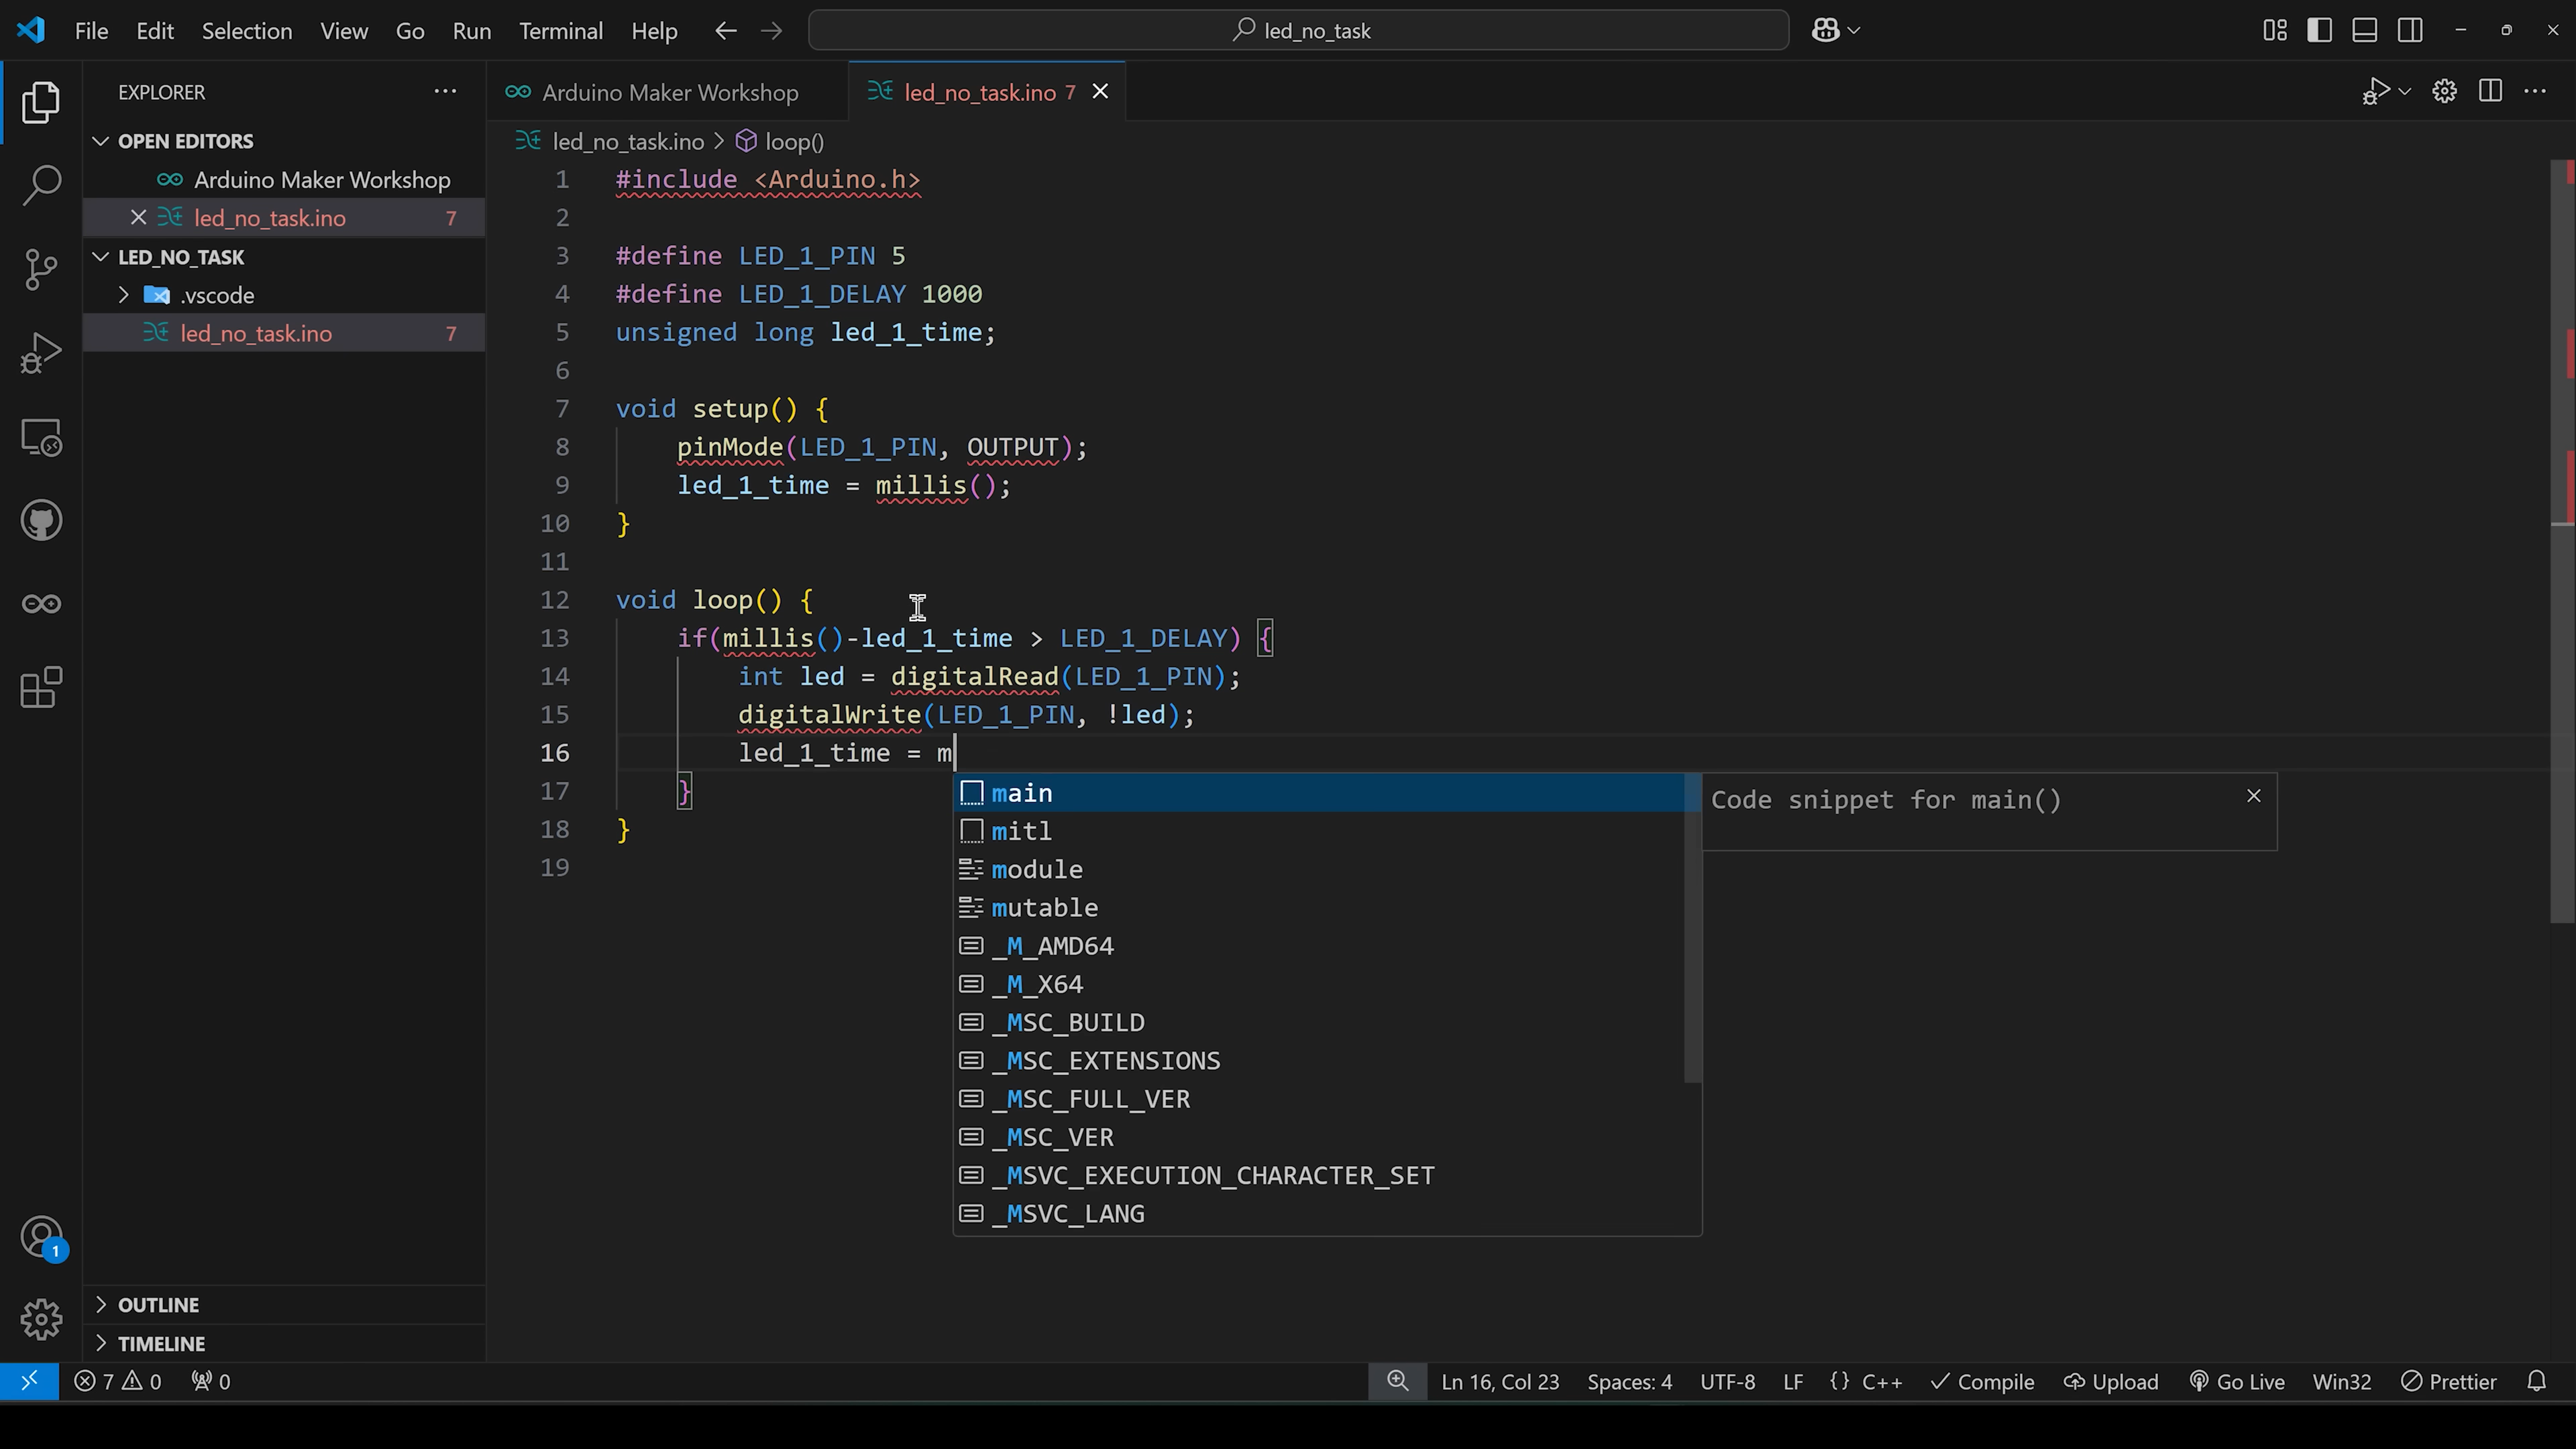 File Edit Selection View Go Run Terminal Help led_no_task
EXPLORER
OPEN EDITORS
Arduino Maker Workshop
led_no_task.ino 7
LED_NO_TASK
.vscode
led_no_task.ino 7
OUTLINE
TIMELINE
1
Arduino Maker Workshop led_no_task.ino 7
led_no_task.ino > loop()
1 #include <Arduino.h>
2
3 #define LED_1_PIN 5
4 #define LED_1_DELAY 1000
5 unsigned long led_1_time;
6
7 void setup() {
8 pinMode(LED_1_PIN, OUTPUT);
9 led_1_time = millis();
10 }
11
12 void loop() {
13 if(millis()-led_1_time > LED_1_DELAY) {
14 int led = digitalRead(LED_1_PIN);
15 digitalWrite(LED_1_PIN, !led);
16 led_1_time = m
17 }
18 }
19
main
mitl
module
mutable
_M_AMD64
_M_X64
_MSC_BUILD
_MSC_EXTENSIONS
_MSC_FULL_VER
_MSC_VER
_MSVC_EXECUTION_CHARACTER_SET
_MSVC_LANG
Code snippet for main()
7 0 0 Ln 16, Col 23 Spaces: 4 UTF-8 LF {} C++ Compile Upload Go Live Win32 Prettier